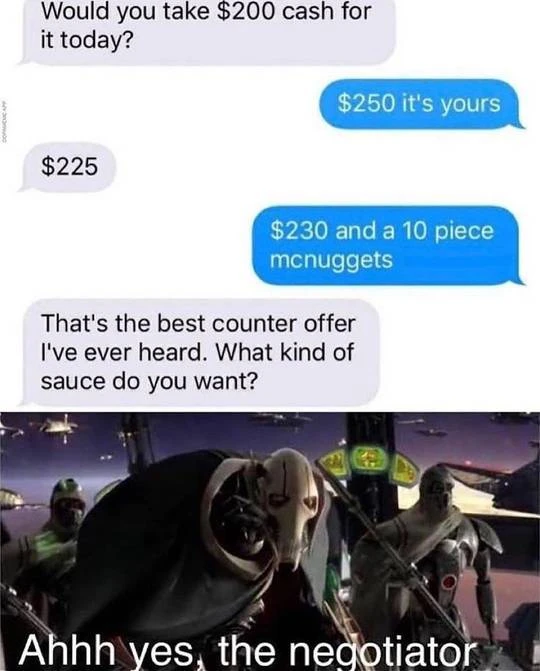 Would you take $200 cash for
it today?
$250 it's yours
$225
$230 and a 10 piece
mcnuggets
That's the best counter offer
I've ever heard. What kind of
sauce do you want?
Ahhh yes, the negotiator